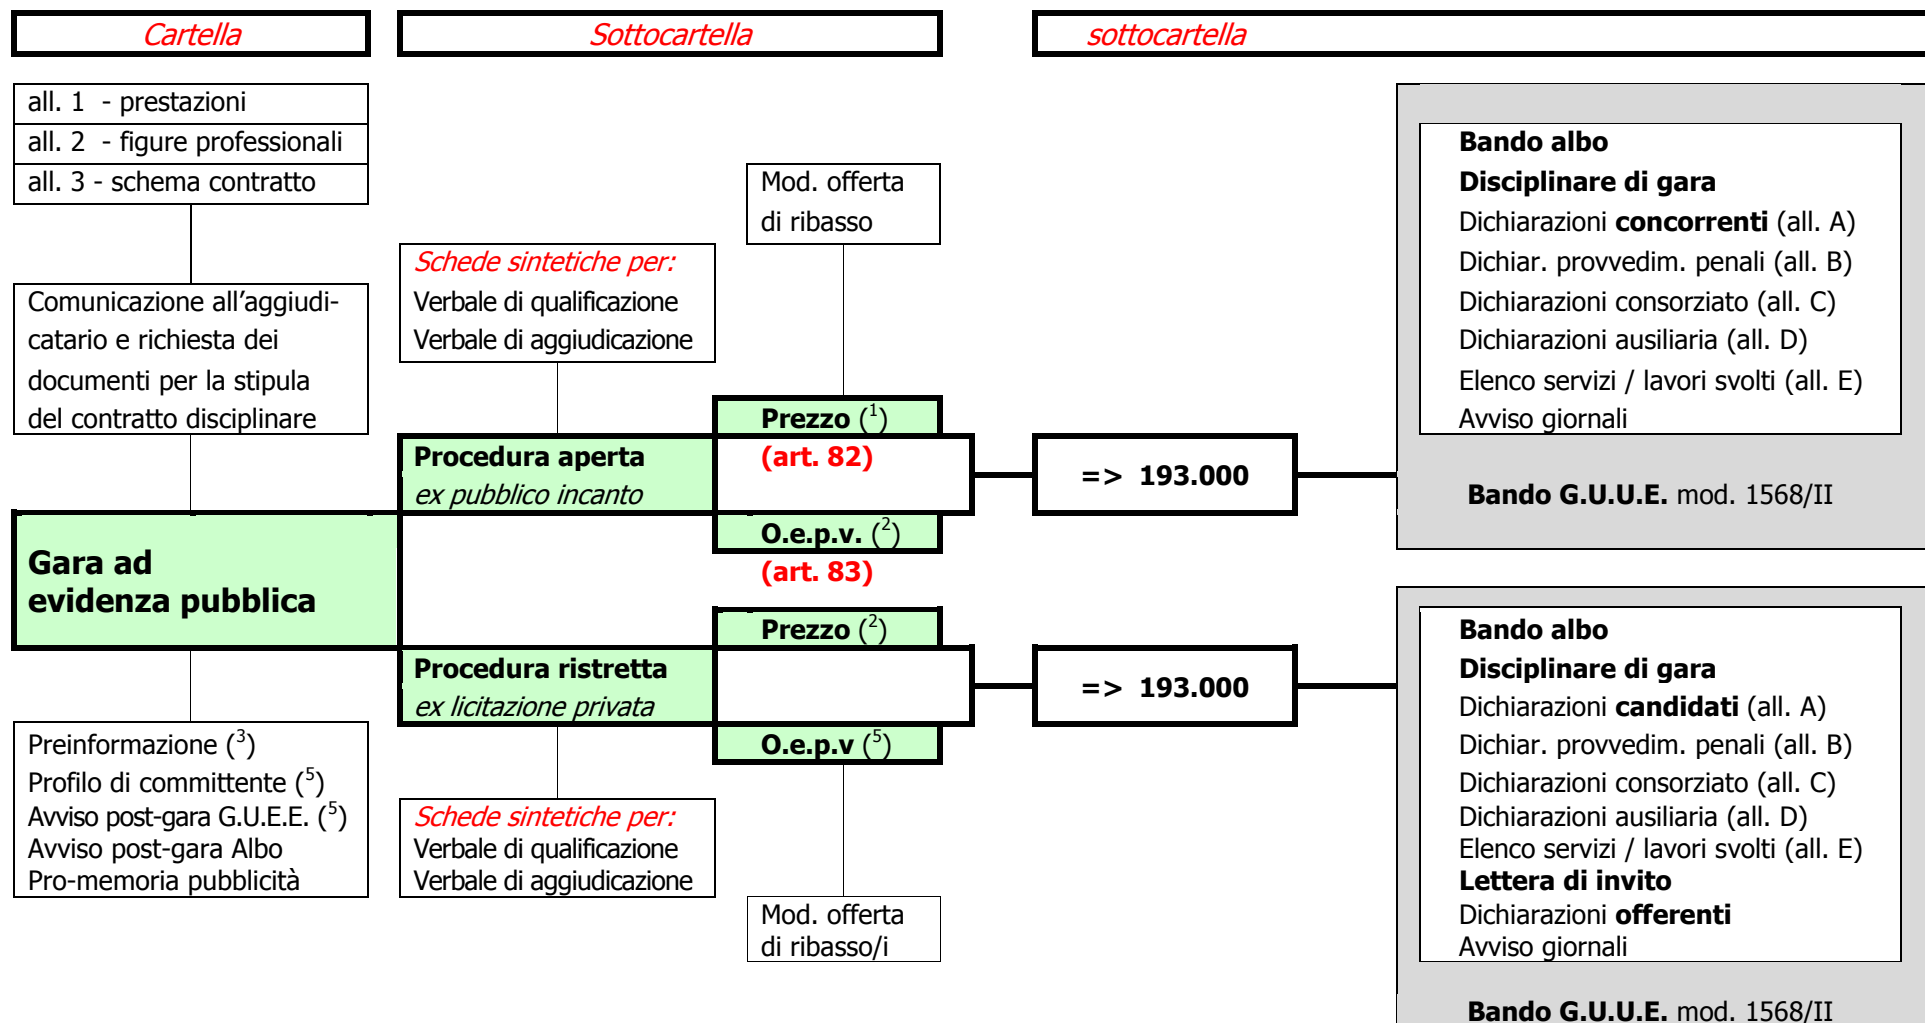 Cartella
Sottocartella
sottocartella
all. 1 - prestazioni
all. 2 - figure professionali
all. 3 - schema contratto
Comunicazione all'aggiudi-
catario e richiesta dei
documenti per la stipula
del contratto disciplinare
Gara ad
evidenza pubblica
Preinformazione (3)
Profilo di committente (5)
Avviso post-gara G.U.E.E. (5)
Avviso post-gara Albo
Pro-memoria pubblicità
Schede sintetiche per:
Verbale di qualificazione
Verbale di aggiudicazione
Mod. offerta
di ribasso
Prezzo (1)
Procedura aperta
ex pubblico incanto
(art. 82)
O.e.p.v. (2)
(art. 83)
Prezzo (2)
Procedura ristretta
ex licitazione privata
O.e.p.v (5)
Schede sintetiche per:
Verbale di qualificazione
Verbale di aggiudicazione
Mod. offerta
di ribasso/i
=> 193.000
=> 193.000
Bando albo
Disciplinare di gara
Dichiarazioni concorrenti (all. A)
Dichiar. provvedim. penali (all. B)
Dichiarazioni consorziato (all. C)
Dichiarazioni ausiliaria (all. D)
Elenco servizi / lavori svolti (all. E)
Avviso giornali
Bando G.U.U.E. mod. 1568/II
Bando albo
Disciplinare di gara
Dichiarazioni candidati (all. A)
Dichiar. provvedim. penali (all. B)
Dichiarazioni consorziato (all. C)
Dichiarazioni ausiliaria (all. D)
Elenco servizi / lavori svolti (all. E)
Lettera di invito
Dichiarazioni offerenti
Avviso giornali
Bando G.U.U.E. mod. 1568/II